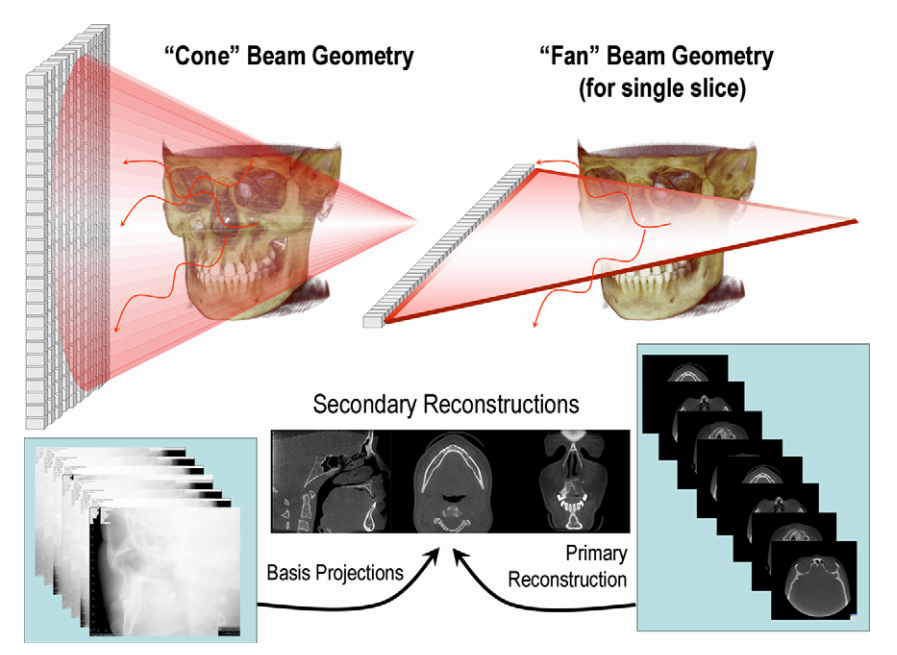 “Cone” Beam Geometry
“Fan” Beam Geometry
(for single slice)
Secondary Reconstructions
Basis Projections
Primary
Reconstruction